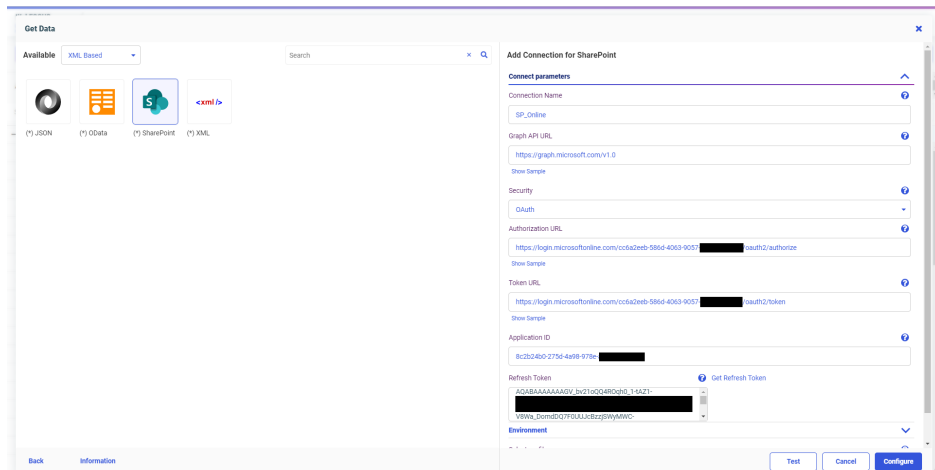 Get Data
Available
XML Based
Search
(*) JSON
(*) OData
(*) SharePoint
<xml />
(*) XML
Add Connection for SharePoint
Connect parameters
Connection Name
SP_Online
Graph API URL
https://graph.microsoft.com/v1.0
Show Sample
Security
OAuth
Authorization URL
https://login.microsoftonline.com/cc6a2eeb-586d-4063-9057- /oauth2/authorize
Show Sample
Token URL
https://login.microsoftonline.com/cc6a2eeb-586d-4063-9057- /oauth2/token
Show Sample
Application ID
8c2b24b0-275d-4a98-978e-
Refresh Token
Get Refresh Token
AQABAAAAAAAGV_bv21oQQ4ROqh0_1-tAZ1-
V8Wa_DomdDQ7F0UUJcBzzjSWyMWC-
Environment
Back
Information
Test
Cancel
Configure